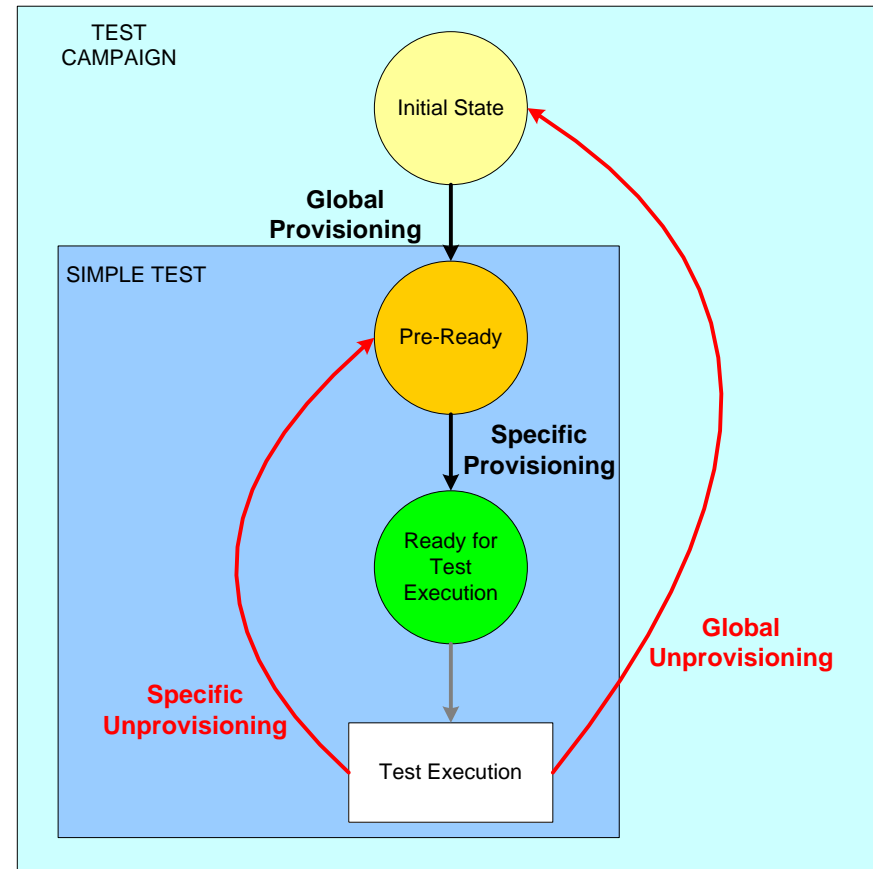 TEST
CAMPAIGN
Initial State
Global
Provisioning
SIMPLE TEST
Pre-Ready
Specific
Provisioning
Ready for
Test
Execution
Global
Unprovisioning
Specific
Unprovisioning
Test Execution